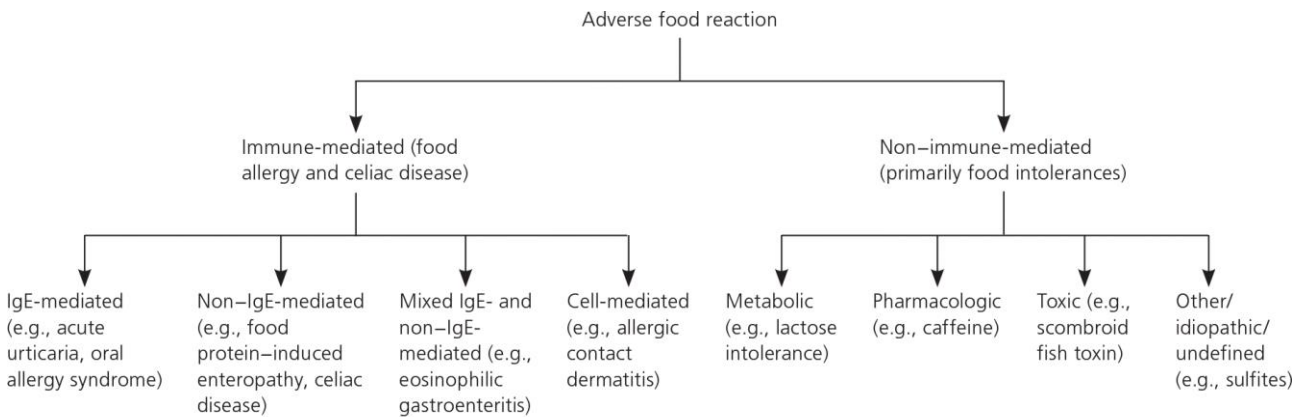 Adverse food reaction
Immune-mediated (food
allergy and celiac disease)
Non–immune-mediated
(primarily food intolerances)
IgE-mediated
(e.g., acute
urticaria, oral
allergy syndrome)
Non–IgE-mediated
(e.g., food
protein–induced
enteropathy, celiac
disease)
Mixed IgE- and
non–IgE-
mediated (e.g.,
eosinophilic
gastroenteritis)
Cell-mediated
(e.g., allergic
contact
dermatitis)
Metabolic
(e.g., lactose
intolerance)
Pharmacologic
(e.g., caffeine)
Toxic (e.g.,
scombroid
fish toxin)
Other/
idiopathic/
undefined
(e.g., sulfites)